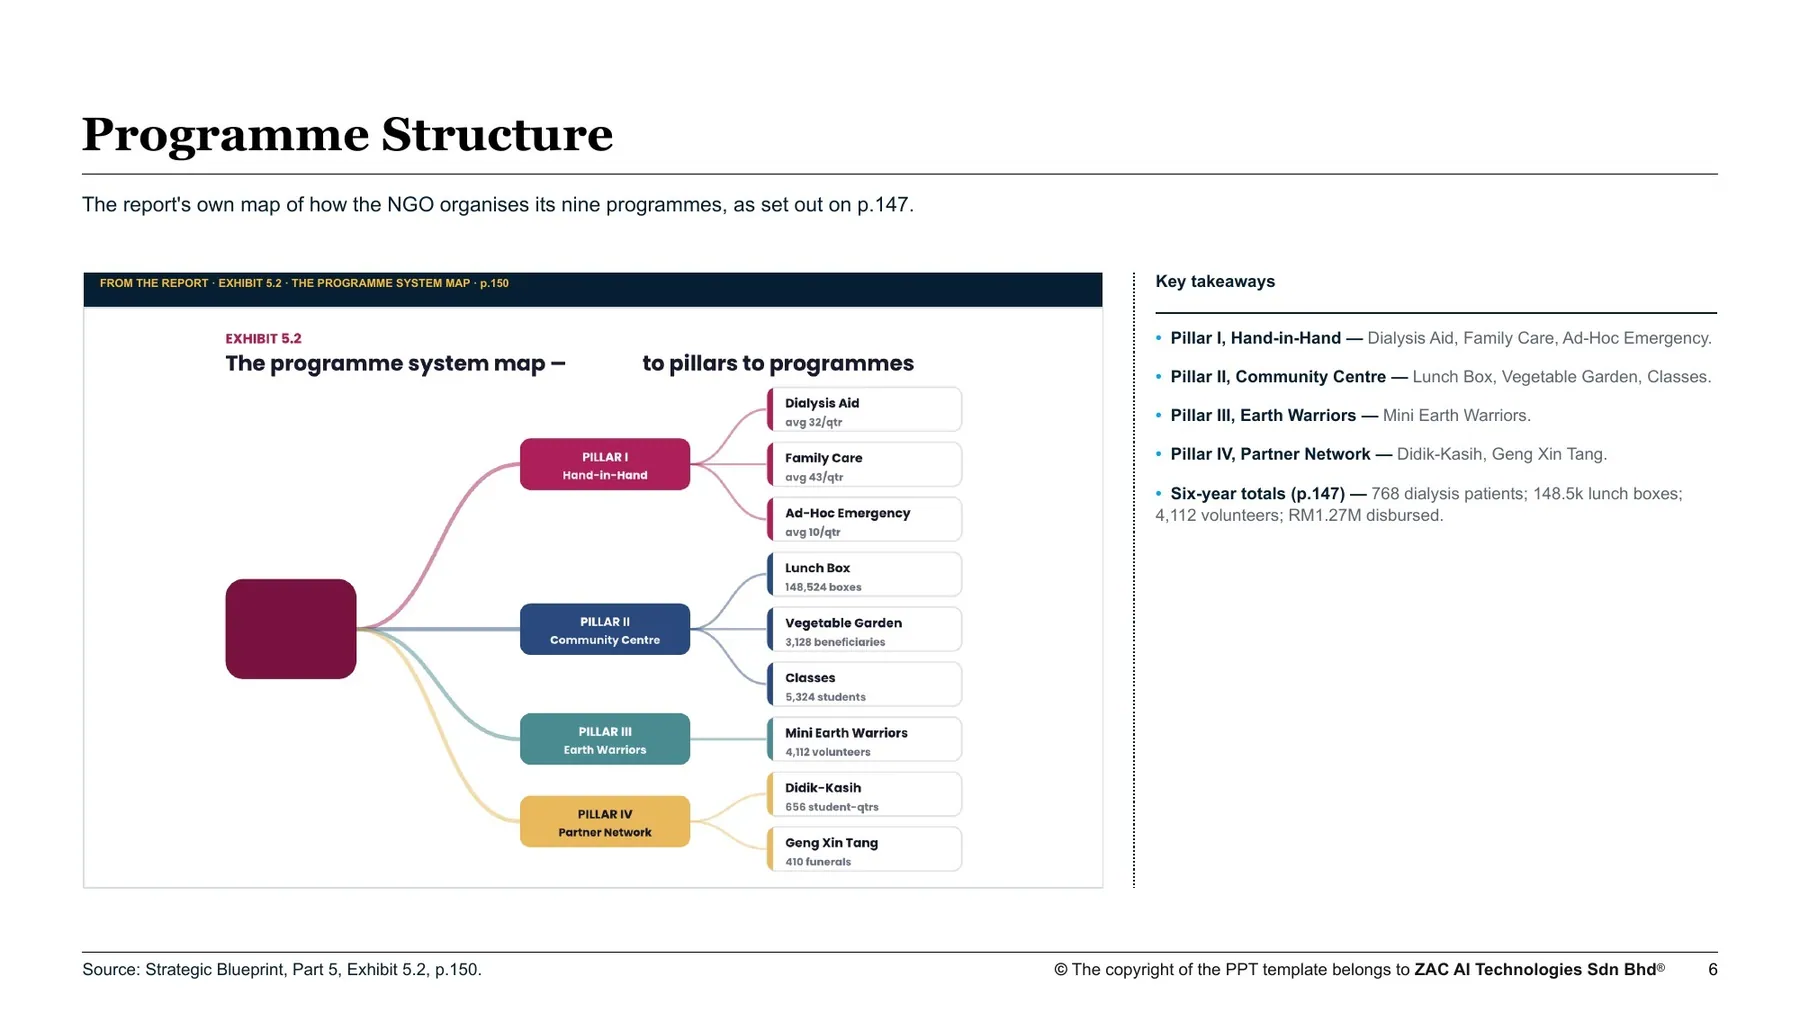 Programme Structure
The report's own map of how the NGO organises its nine programmes, as set out on p.147.
FROM THE REPORT · EXHIBIT 5.2 · THE PROGRAMME SYSTEM MAP · p.150
EXHIBIT 5.2
The programme system map – to pillars to programmes
PILLAR I
Hand-in-Hand
Dialysis Aid
avg 32/qtr
Family Care
avg 43/qtr
Ad-Hoc Emergency
avg 10/qtr
PILLAR II
Community Centre
Lunch Box
148,524 boxes
Vegetable Garden
3,128 beneficiaries
Classes
5,324 students
PILLAR III
Earth Warriors
Mini Earth Warriors
4,112 volunteers
PILLAR IV
Partner Network
Didik-Kasih
656 student-qtrs
Geng Xin Tang
410 funerals
Key takeaways
• Pillar I, Hand-in-Hand — Dialysis Aid, Family Care, Ad-Hoc Emergency.
• Pillar II, Community Centre — Lunch Box, Vegetable Garden, Classes.
• Pillar III, Earth Warriors — Mini Earth Warriors.
• Pillar IV, Partner Network — Didik-Kasih, Geng Xin Tang.
• Six-year totals (p.147) — 768 dialysis patients; 148.5k lunch boxes;
4,112 volunteers; RM1.27M disbursed.
Source: Strategic Blueprint, Part 5, Exhibit 5.2, p.150.
© The copyright of the PPT template belongs to ZAC AI Technologies Sdn Bhd®
6